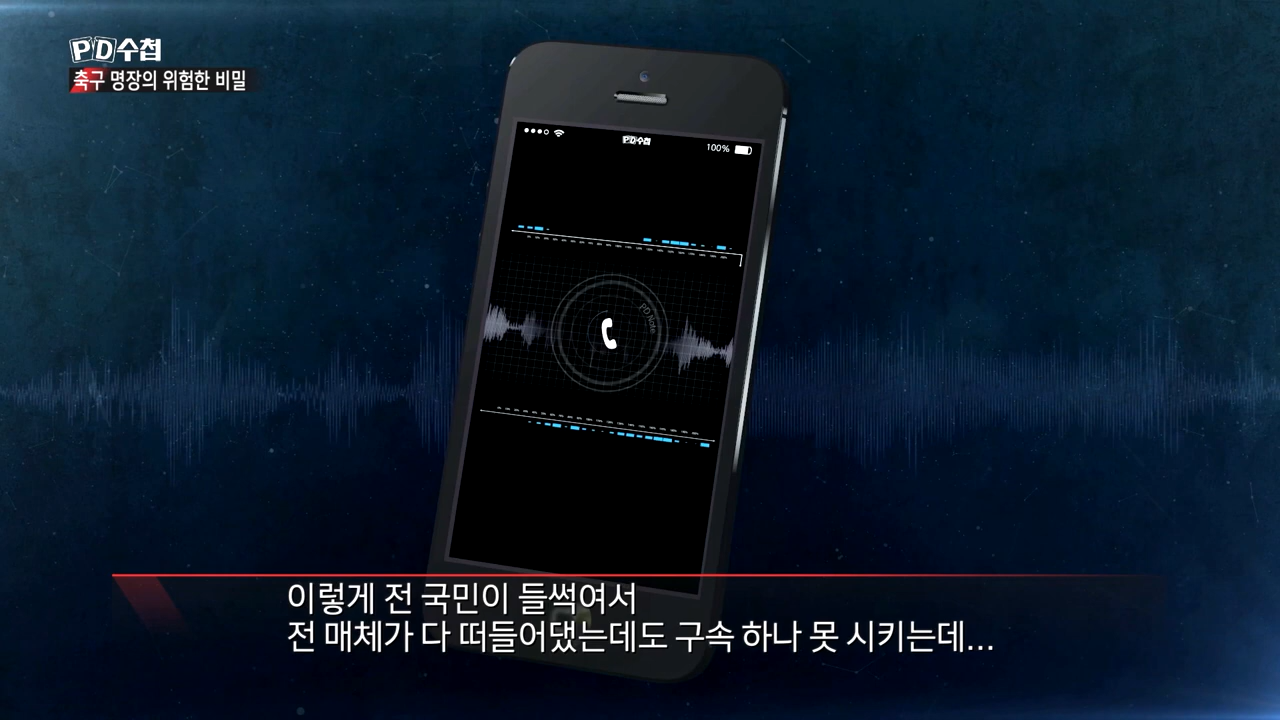 PD수첩
축구 명장의 위험한 비밀
PD수첩
100%
PD Note
이렇게 전 국민이 들썩여서
전 매체가 다 떠들어댔는데도 구속 하나 못 시키는데...